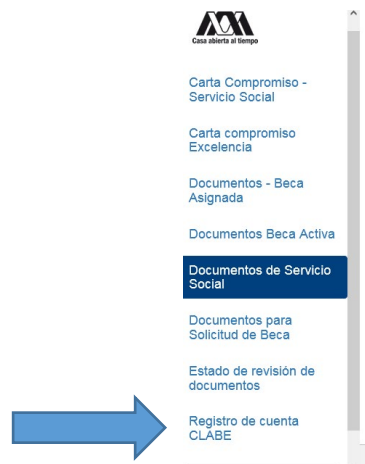 Casa abierta al tiempo
Carta Compromiso -
Servicio Social
Carta compromiso
Excelencia
Documentos - Beca
Asignada
Documentos Beca Activa
Documentos de Servicio
Social
Documentos para
Solicitud de Beca
Estado de revisión de
documentos
Registro de cuenta
CLABE